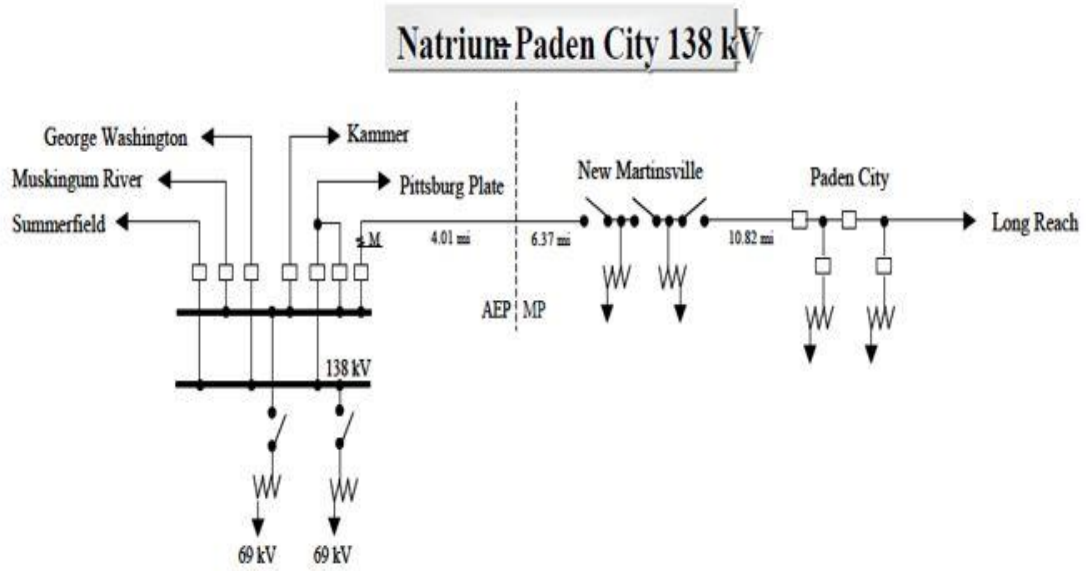 Natrium-Paden City 138 kV
George Washington
Kammer
Muskingum River
Pittsburg Plate
Summerfield
M
4.01 mi
6.37 mi
New Martinsville
10.82 mi
Paden City
Long Reach
AEP
MP
138 kV
69 kV
69 kV